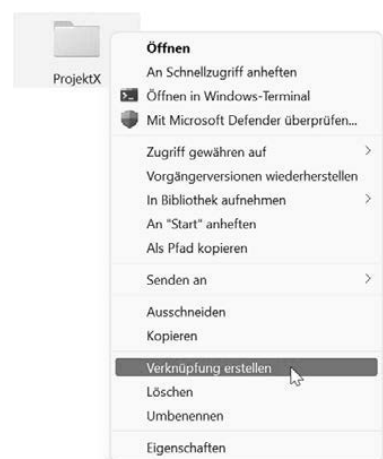 ProjektX
Öffnen
An Schnellzugriff anheften
Öffnen in Windows-Terminal
Mit Microsoft Defender überprüfen...
Zugriff gewähren auf
Vorgängerversionen wiederherstellen
In Bibliothek aufnehmen
An "Start" anheften
Als Pfad kopieren
Senden an
Ausschneiden
Kopieren
Verknüpfung erstellen
Löschen
Umbenennen
Eigenschaften